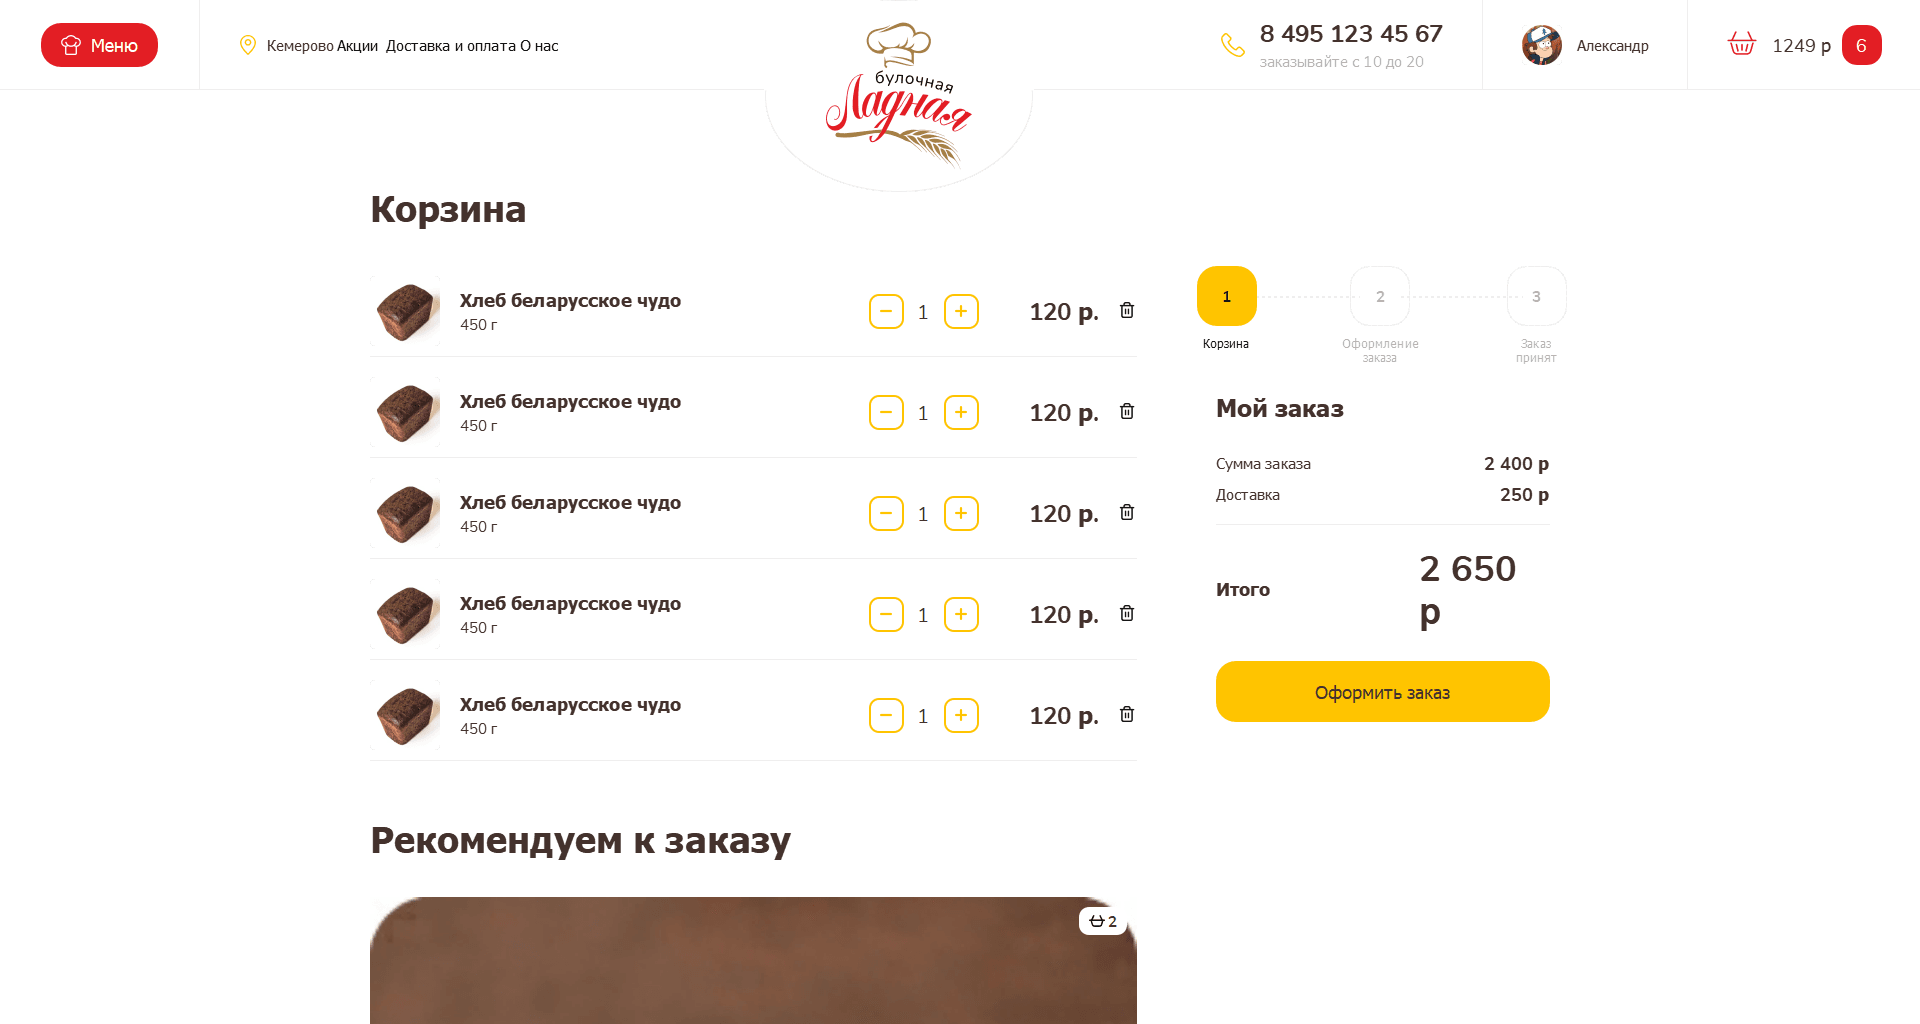 Меню
Кемерово Акции Доставка и оплата О нас
булочная
Ладная
8 495 123 45 67
заказывайте с 10 до 20
Александр
1249 р 6
Корзина
Хлеб беларусское чудо
450 г
1
120 р.
Хлеб беларусское чудо
450 г
1
120 р.
Хлеб беларусское чудо
450 г
1
120 р.
Хлеб беларусское чудо
450 г
1
120 р.
Хлеб беларусское чудо
450 г
1
120 р.
1 2 3
Корзина
Оформление
заказа
Заказ
принят
Мой заказ
Сумма заказа 2 400 р
Доставка 250 р
Итого 2 650
р
Оформить заказ
Рекомендуем к заказу
2